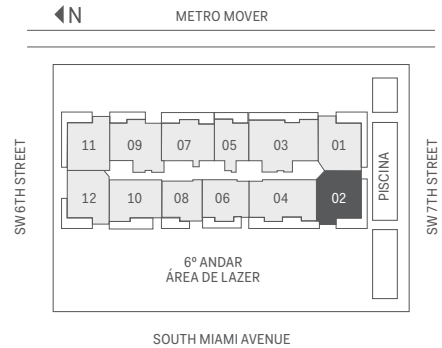 N
METRO MOVER
SW 6TH STREET
11
09
07
05
03
01
12
10
08
06
04
02
PISCINA
SW 7TH STREET
6º ANDAR
ÁREA DE LAZER
SOUTH MIAMI AVENUE